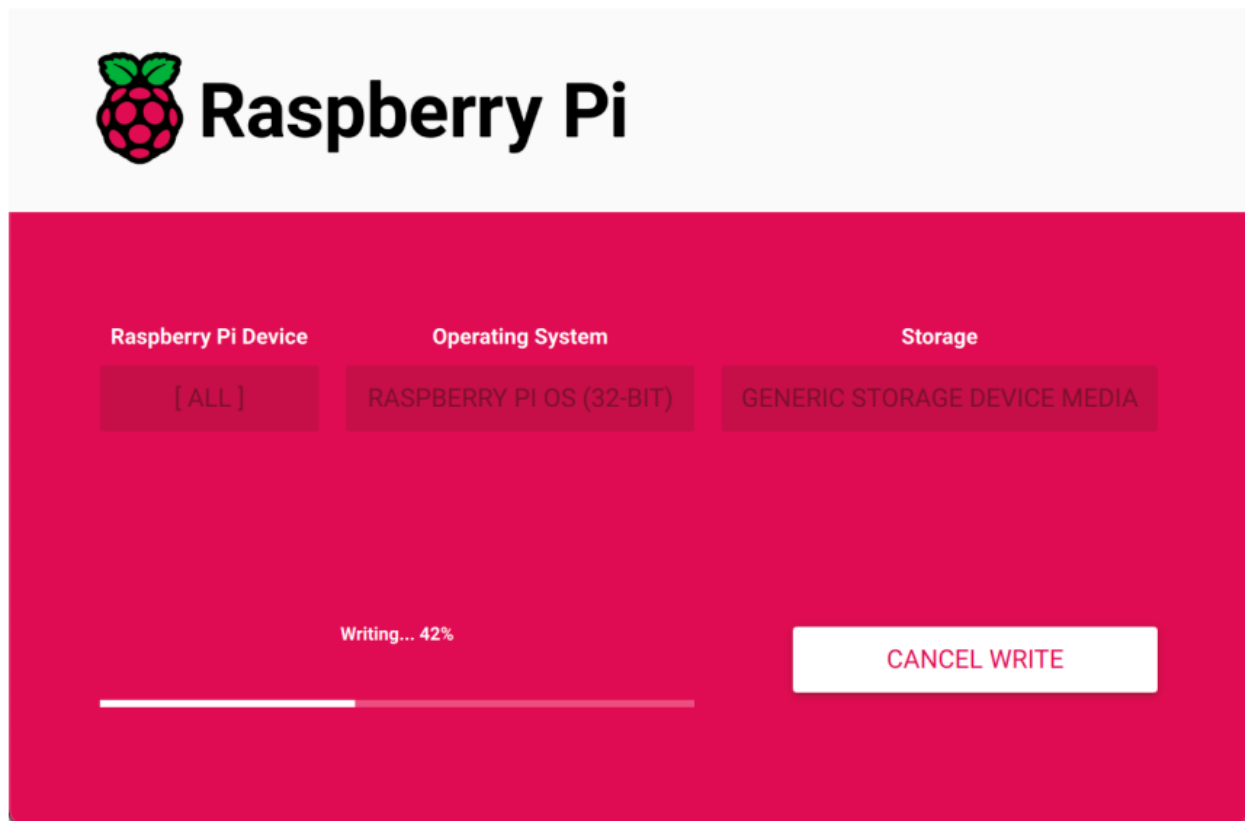 Raspberry Pi
Raspberry Pi Device
Operating System
Storage
[ ALL ]
RASPBERRY PI OS (32-BIT)
GENERIC STORAGE DEVICE MEDIA
Writing... 42%
CANCEL WRITE